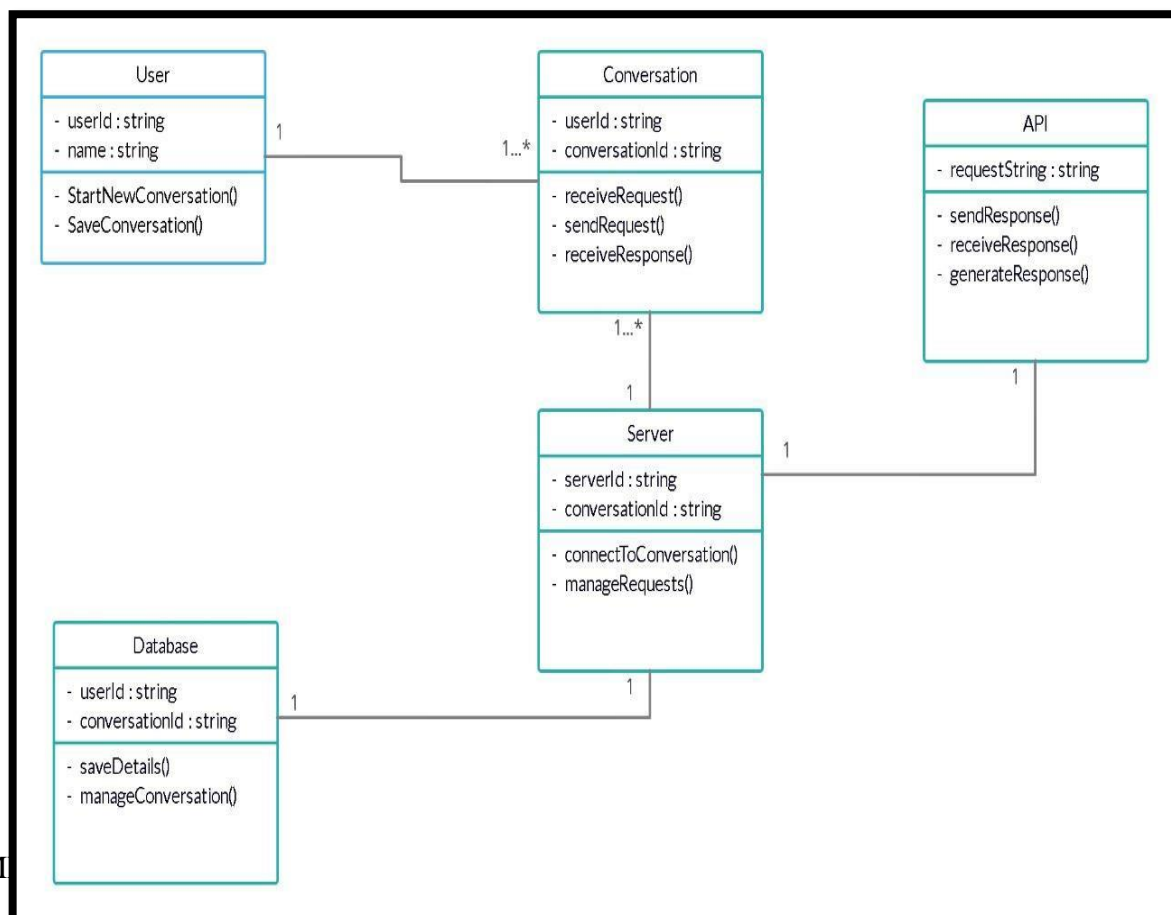 User
- userId : string
- name : string
- StartNewConversation()
- SaveConversation()
1
1...*
Conversation
- userId : string
- conversationId : string
- receiveRequest()
- sendRequest()
- receiveResponse()
API
- requestString : string
- sendResponse()
- receiveResponse()
- generateResponse()
1...*
1
1
1
Server
- serverId : string
- conversationId : string
- connectToConversation()
- manageRequests()
1
1
Database
- userId : string
- conversationId : string
- saveDetails()
- manageConversation()